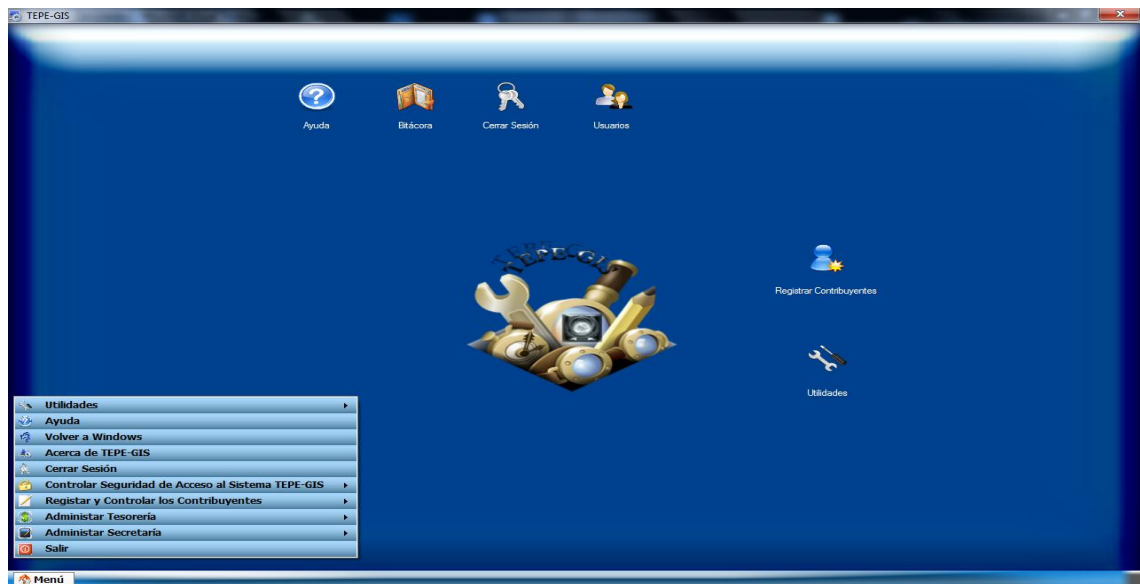 TEPE-GIS
Ayuda
Bitácora
Cerrar Sesión
Usuarios
TEPE-GIS
Registrar Contribuyentes
Utilidades
Utilidades
Ayuda
Volver a Windows
Acerca de TEPE-GIS
Cerrar Sesión
Controlar Seguridad de Acceso al Sistema TEPE-GIS
Registar y Controlar los Contribuyentes
Administar Tesorería
Administar Secretaría
Salir
Menú